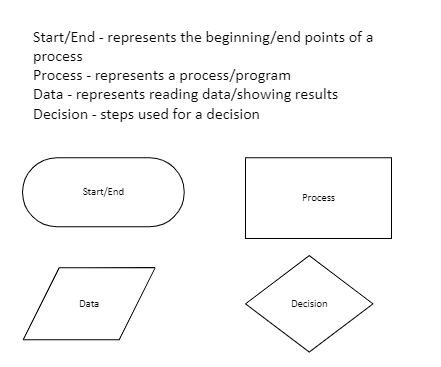 Start/End - represents the beginning/end points of a
process
Process - represents a process/program
Data - represents reading data/showing results
Decision - steps used for a decision
Start/End
Process
Data
Decision